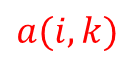 a(i, k)